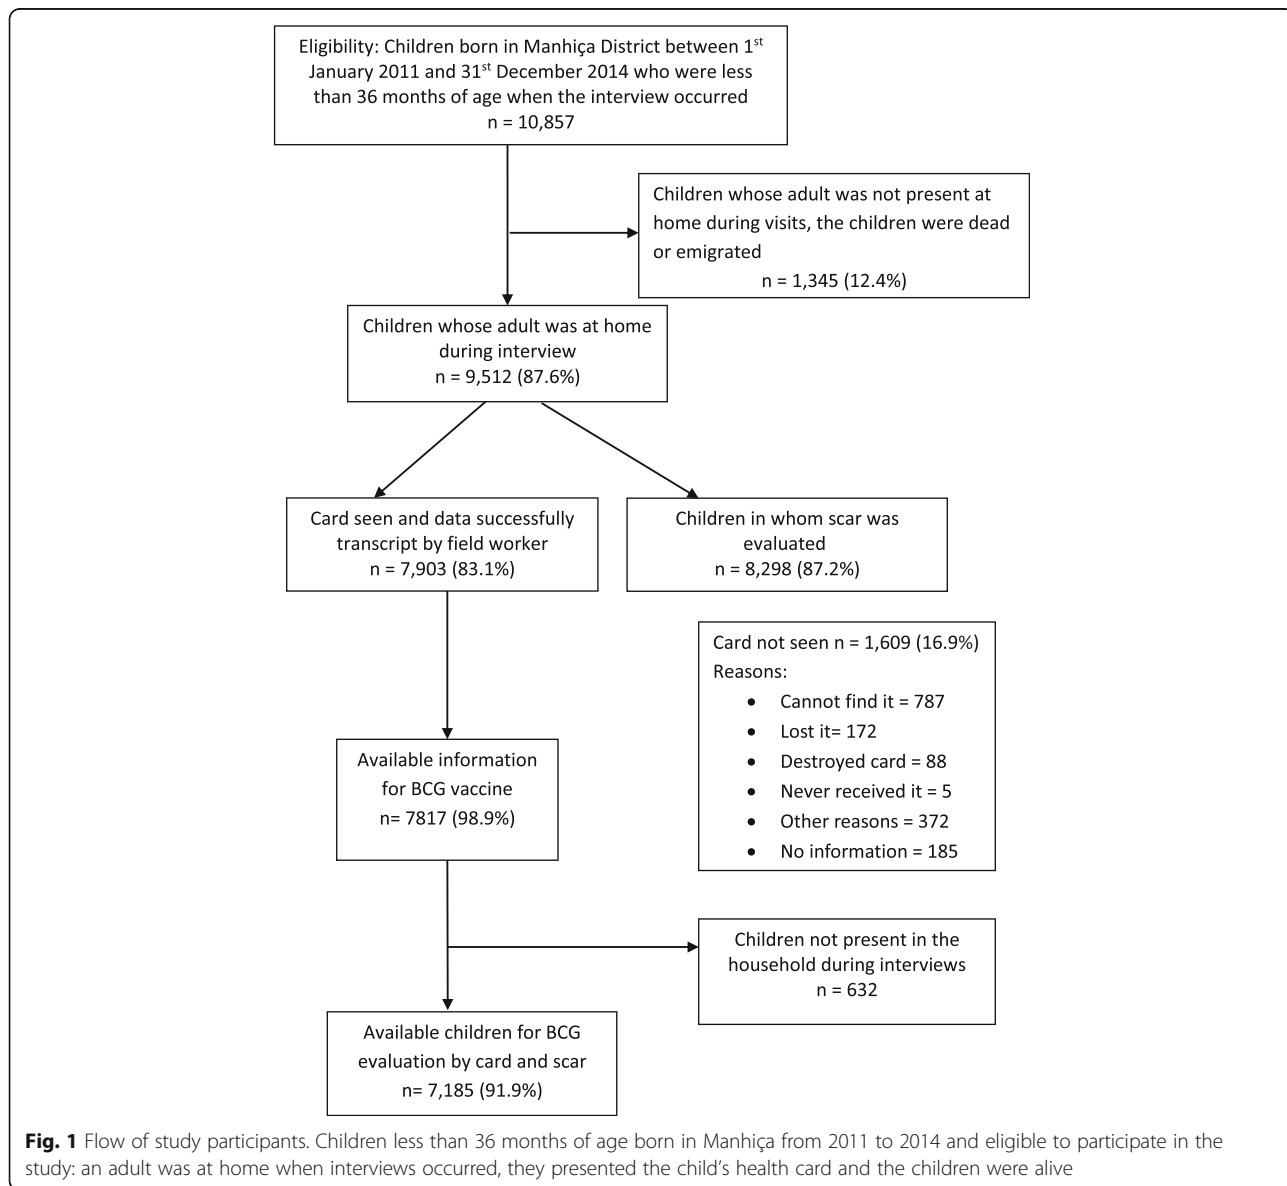 Eligibility: Children born in Manhiça District between 1st
January 2011 and 31st December 2014 who were less
than 36 months of age when the interview occurred
n = 10,857
Children whose adult was not present at
home during visits, the children were dead
or emigrated
n = 1,345 (12.4%)
Children whose adult was at home
during interview
n = 9,512 (87.6%)
Card seen and data successfully
transcript by field worker
n = 7,903 (83.1%)
Children in whom scar was
evaluated
n = 8,298 (87.2%)
Card not seen n = 1,609 (16.9%)
Reasons:
• Cannot find it = 787
• Lost it= 172
• Destroyed card = 88
• Never received it = 5
• Other reasons = 372
• No information = 185
Available information
for BCG vaccine
n= 7817 (98.9%)
Children not present in the
household during interviews
n = 632
Available children for BCG
evaluation by card and scar
n= 7,185 (91.9%)
Fig. 1 Flow of study participants. Children less than 36 months of age born in Manhiça from 2011 to 2014 and eligible to participate in the
study: an adult was at home when interviews occurred, they presented the child's health card and the children were alive